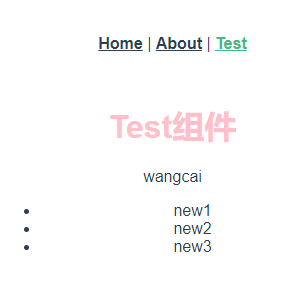 Home | About | Test
Test组件
wangcai
new1
new2
new3